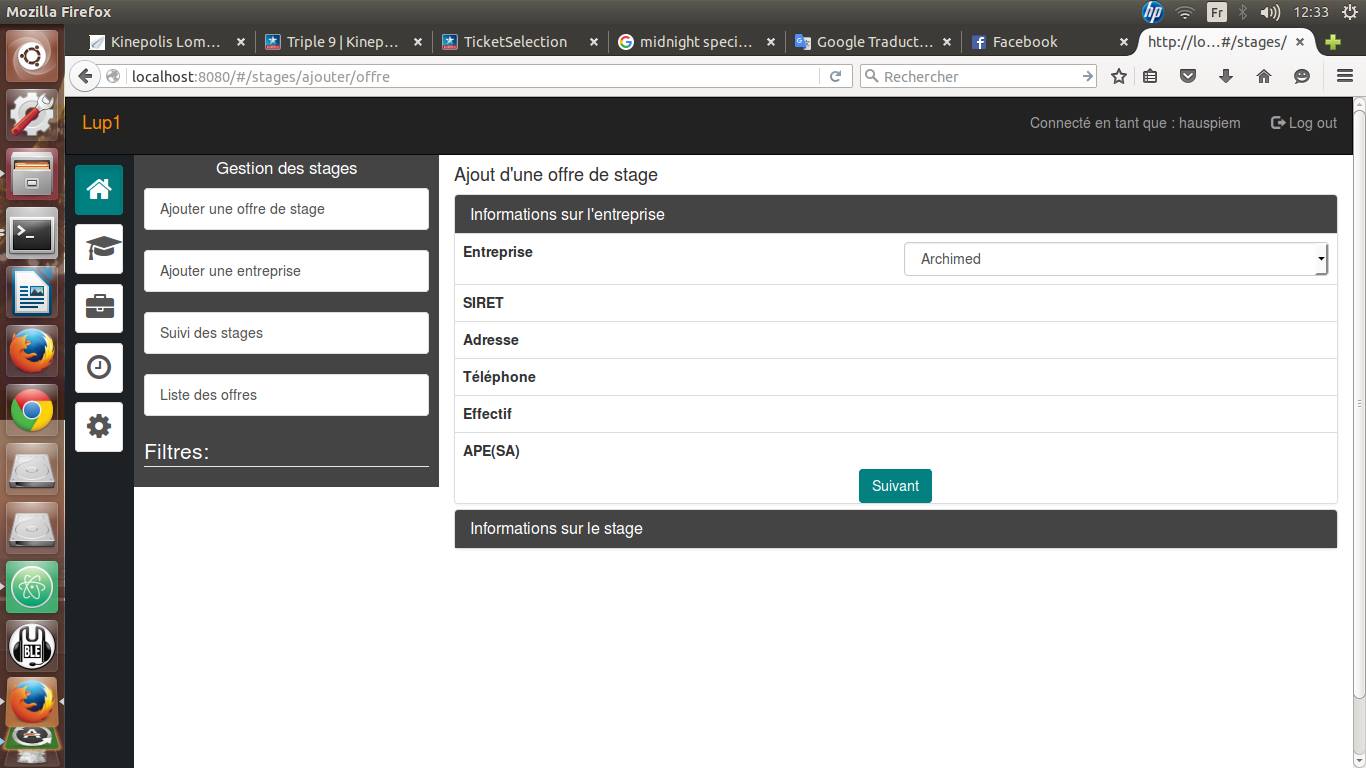 Mozilla Firefox
Fr
12:33
Kinepolis Lom...
Triple 9 | Kinep...
TicketSelection
midnight speci...
Google Traduct...
Facebook
http://lo...#/stages/
localhost:8080/#/stages/ajouter/offre
Rechercher
Lup1
Connecté en tant que : hauspiem
Log out
Gestion des stages
Ajouter une offre de stage
Ajouter une entreprise
Suivi des stages
Liste des offres
Filtres:
Ajout d'une offre de stage
Informations sur l'entreprise
Entreprise
Archimed
SIRET
Adresse
Téléphone
Effectif
APE(SA)
Suivant
Informations sur le stage
U
BLE